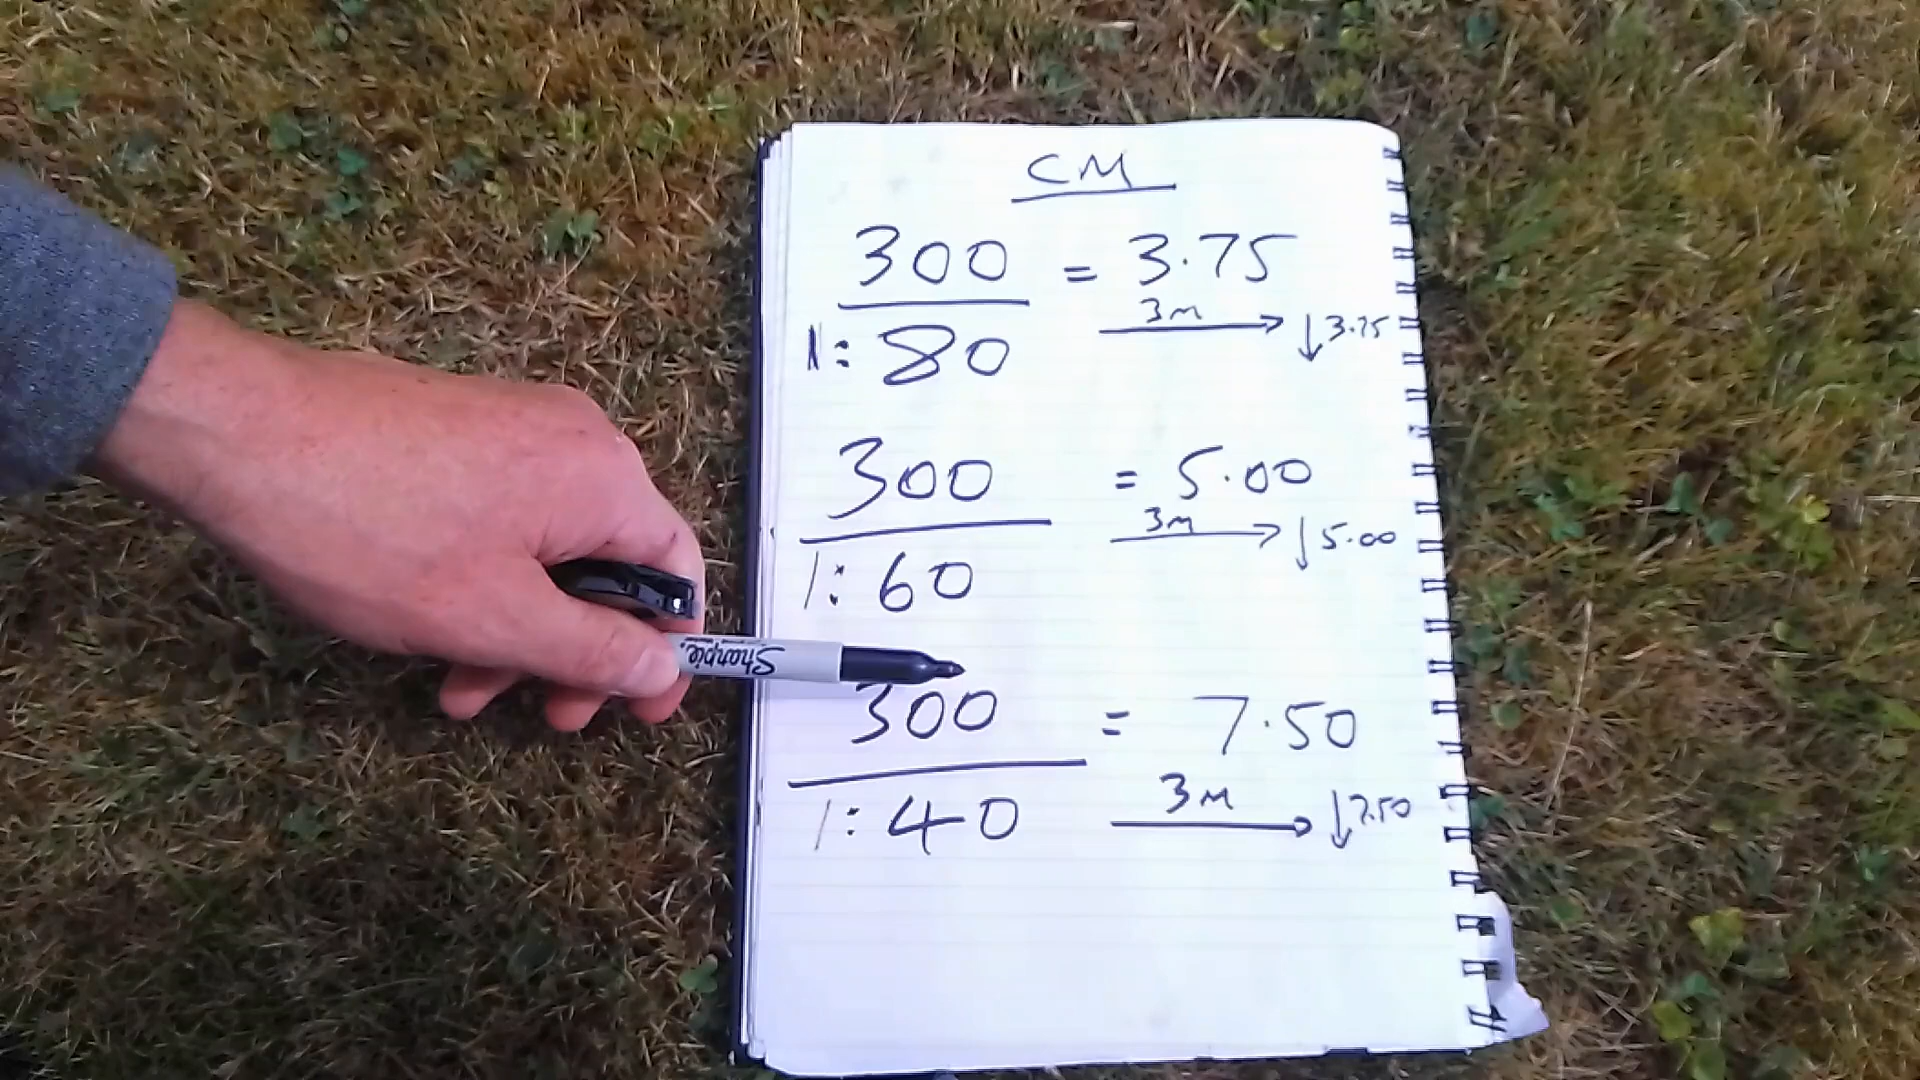 CM
300 = 3.75
1:80
3M
↓3.75
300 = 5.00
1:60
3M
↓5.00
Sharpie.
300 = 7.50
1:40
3M
↓7.50